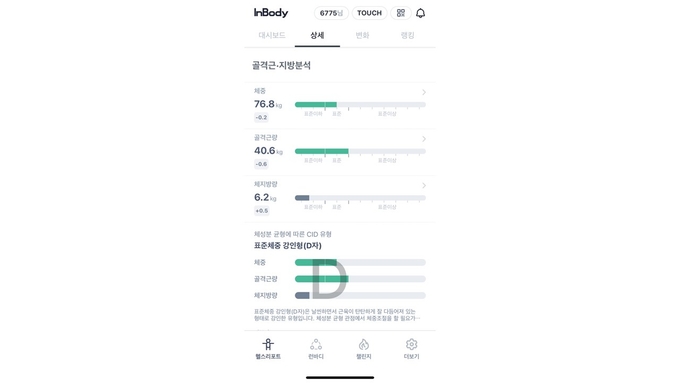 InBody 6775님 TOUCH
대시보드 상세 변화 랭킹
골격근·지방분석
체중
76.8 kg
-0.2
표준이하 표준 표준이상
골격근량
40.6 kg
-0.6
표준이하 표준 표준이상
체지방량
6.2 kg
+0.5
표준이하 표준 표준이상
체성분 균형에 따른 CID 유형
표준체중 강인형(D자)
체중
골격근량
체지방량
D
표준체중 강인형(D자)은 날씬하면서 근육이 탄탄하게 잘 다듬어져 있는
형태로 강인한 유형입니다. 체성분 균형 관점에서 체중조절을 할 필요가…
헬스리포트 런바디 챌린지 더보기